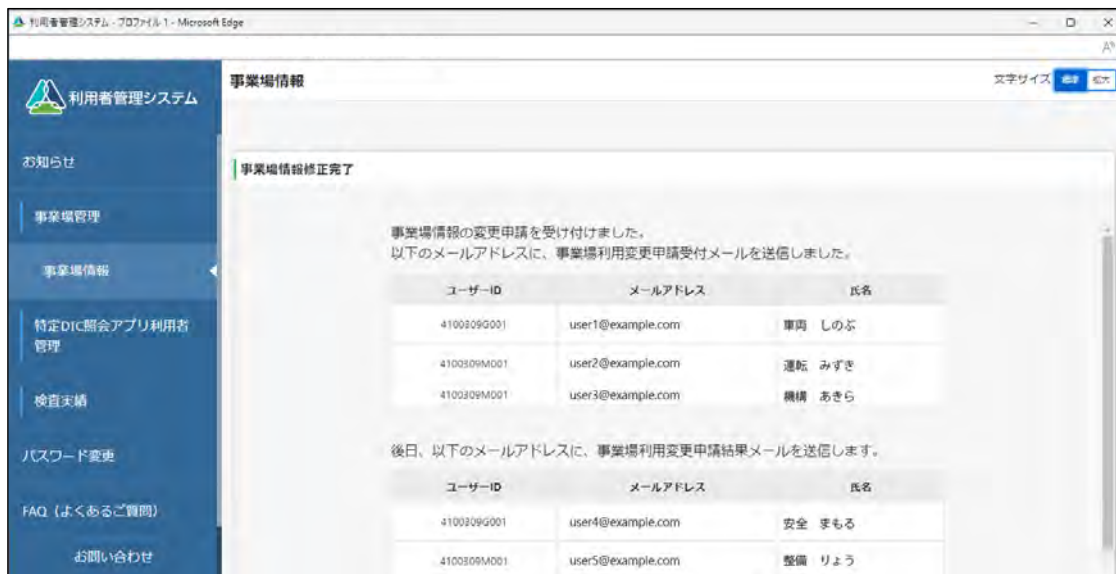 利用者管理システム - プロファイル 1 - Microsoft Edge
利用者管理システム
事業場情報
文字サイズ 標準 拡大
お知らせ
事業場管理
事業場情報
特定DTC照会アプリ利用者
管理
検査実績
パスワード変更
FAQ（よくあるご質問）
お問い合わせ
事業場情報修正完了
事業場情報の変更申請を受け付けました。
以下のメールアドレスに、事業場利用変更申請受付メールを送信しました。
ユーザーID メールアドレス 氏名
4100309G001 user1@example.com 車両 しのぶ
4100309M001 user2@example.com 運転 みずき
4100309M001 user3@example.com 機構 あきら
後日、以下のメールアドレスに、事業場利用変更申請結果メールを送信します。
ユーザーID メールアドレス 氏名
4100309G001 user4@example.com 安全 まもる
4100309M001 user5@example.com 整備 りょう